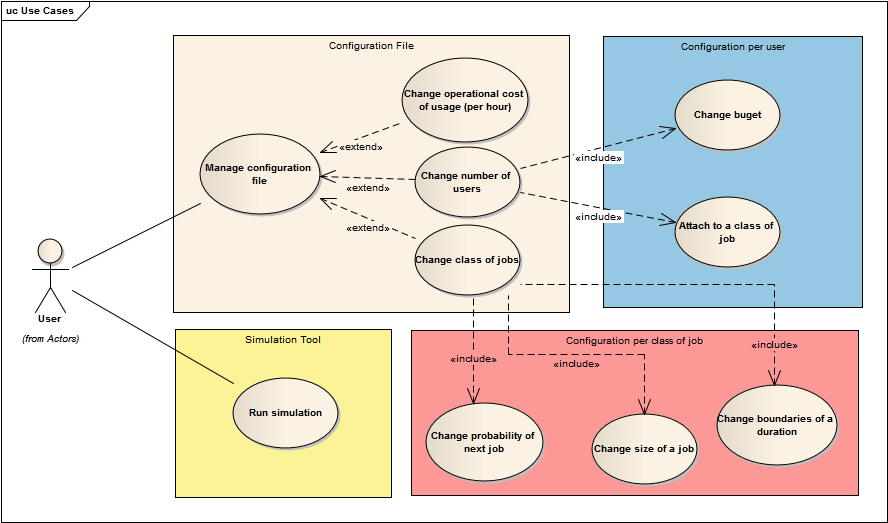 uc Use Cases
Configuration File
Configuration per user
Change operational cost
of usage (per hour)
Change buget
«extend»
«include»
Manage configuration
file
Change number of
users
«extend»
«include»
Attach to a class of
job
«extend»
Change class of jobs
User
(from Actors)
Simulation Tool
Configuration per class of job
«include»
«include»
«include»
Run simulation
Change boundaries of a
duration
Change probability of
next job
Change size of a job